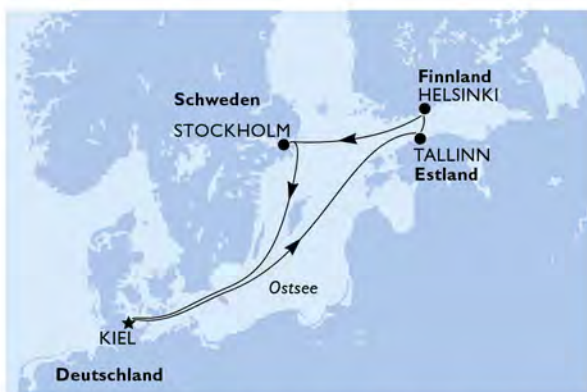 Finnland
HELSINKI
Schweden
STOCKHOLM
TALLINN
Estland
Ostsee
KIEL
Deutschland